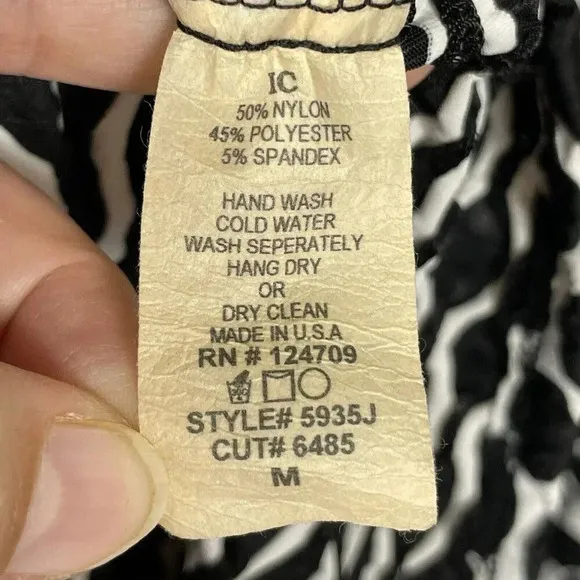 IC
50% NYLON
45% POLYESTER
5% SPANDEX
HAND WASH
COLD WATER
WASH SEPERATELY
HANG DRY
OR
DRY CLEAN
MADE IN U.S.A
RN # 124709
STYLE# 5935J
CUT# 6485
M